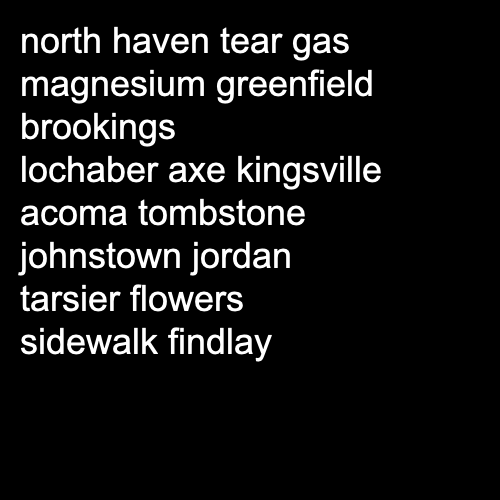 north haven tear gas
magnesium greenfield
brookings
lochaber axe kingsville
acoma tombstone
johnstown jordan
tarsier flowers
sidewalk findlay